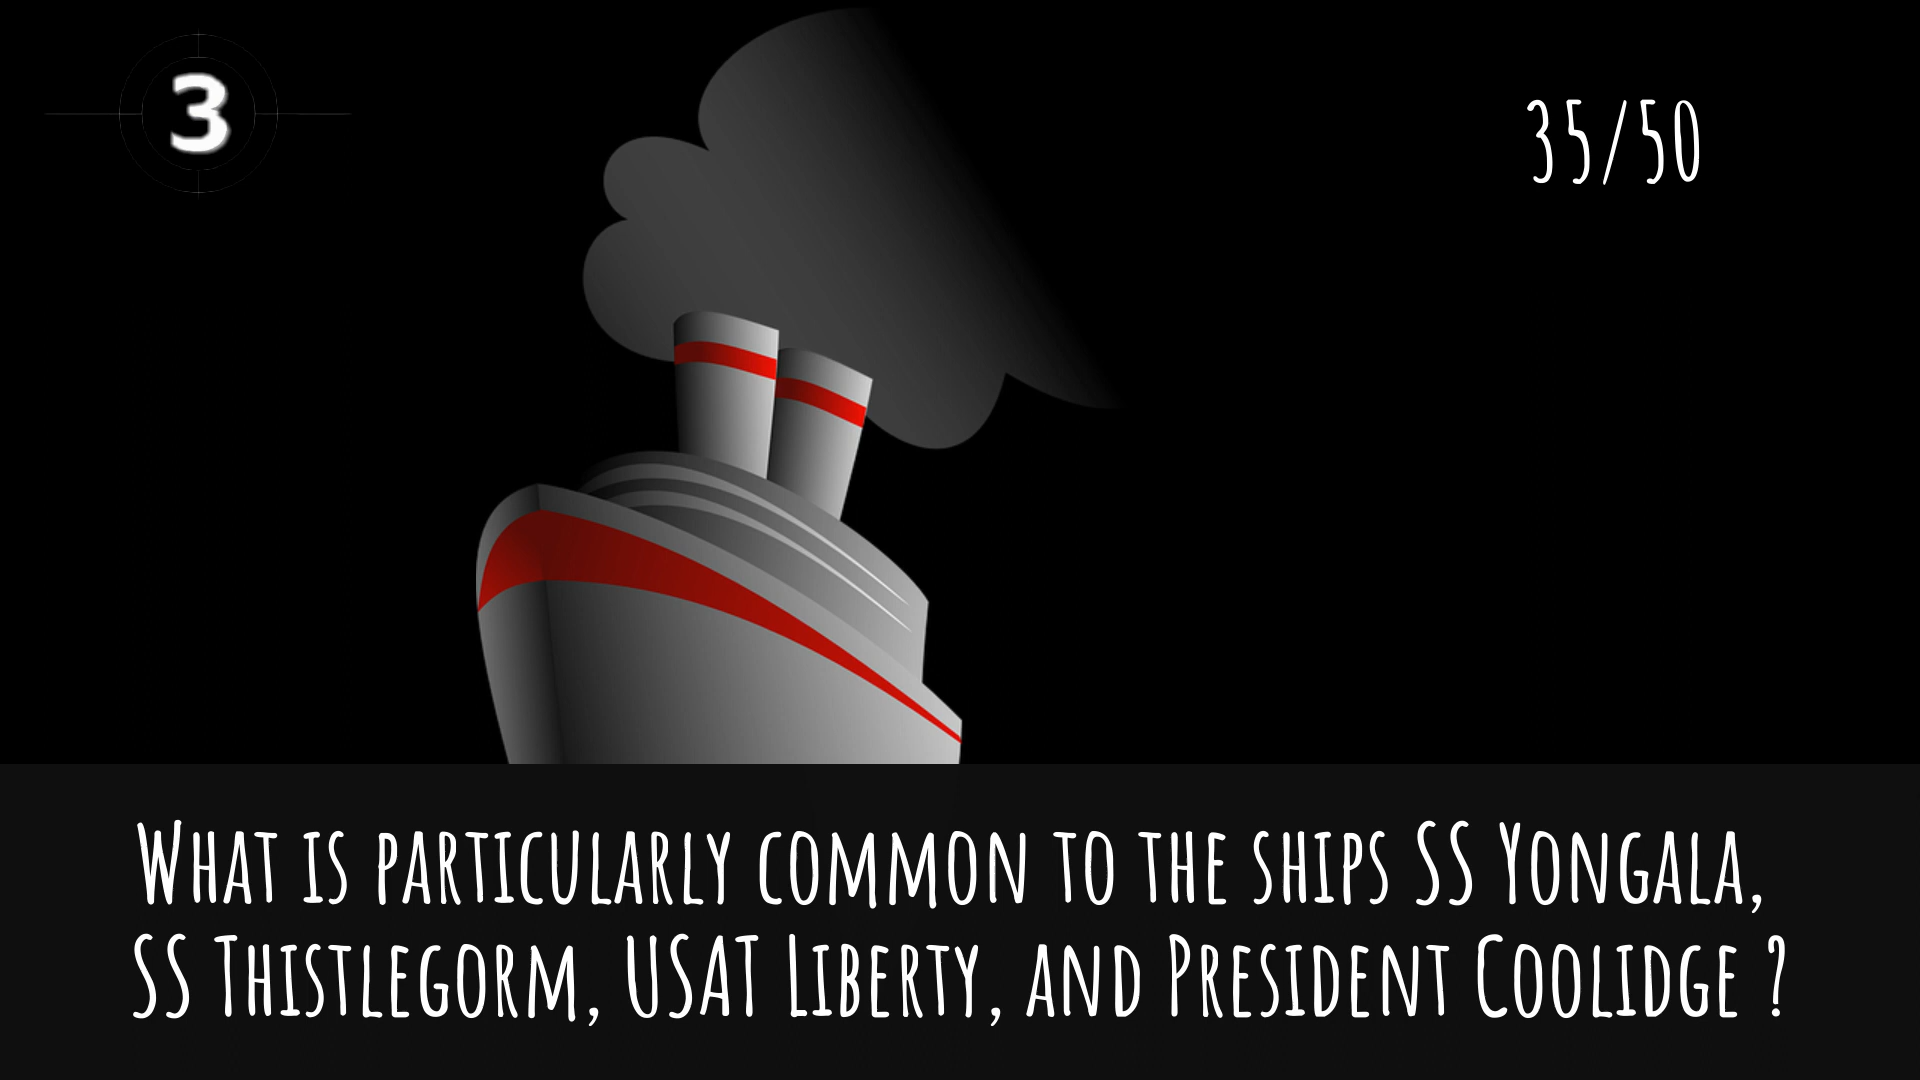 3
35/50
What is particularly common to the ships SS Yongala,
SS Thistlegorm, USAT Liberty, and President Coolidge ?